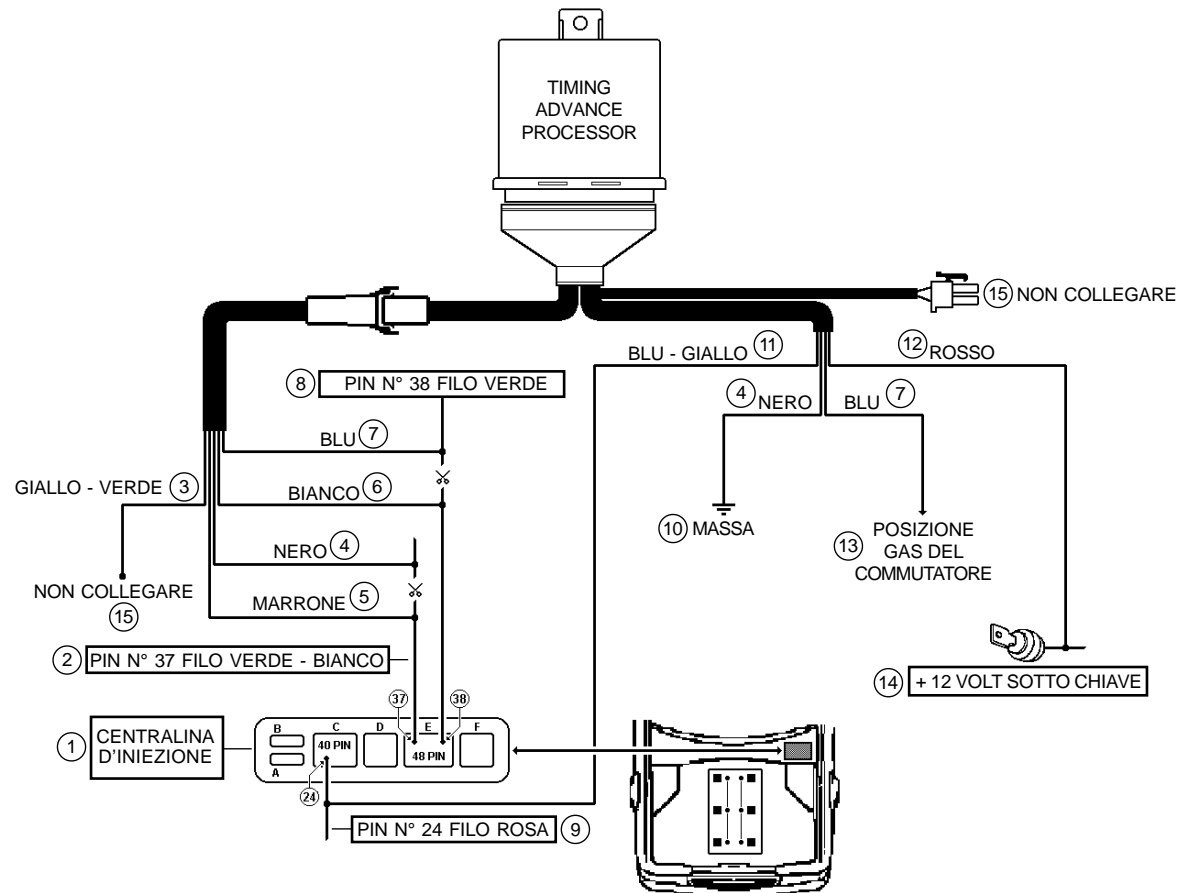 TIMING
ADVANCE
PROCESSOR
15 NON COLLEGARE
BLU - GIALLO 11
12 ROSSO
8 PIN N° 38 FILO VERDE
4 NERO
BLU 7
BLU 7
GIALLO - VERDE 3
BIANCO 6
10 MASSA
13 POSIZIONE
GAS DEL
COMMUTATORE
NERO 4
NON COLLEGARE
15
MARRONE 5
2 PIN N° 37 FILO VERDE - BIANCO
14 + 12 VOLT SOTTO CHIAVE
37
38
1 CENTRALINA
D'INIEZIONE
B
C
D
E
F
40 PIN
48 PIN
A
24
PIN N° 24 FILO ROSA 9